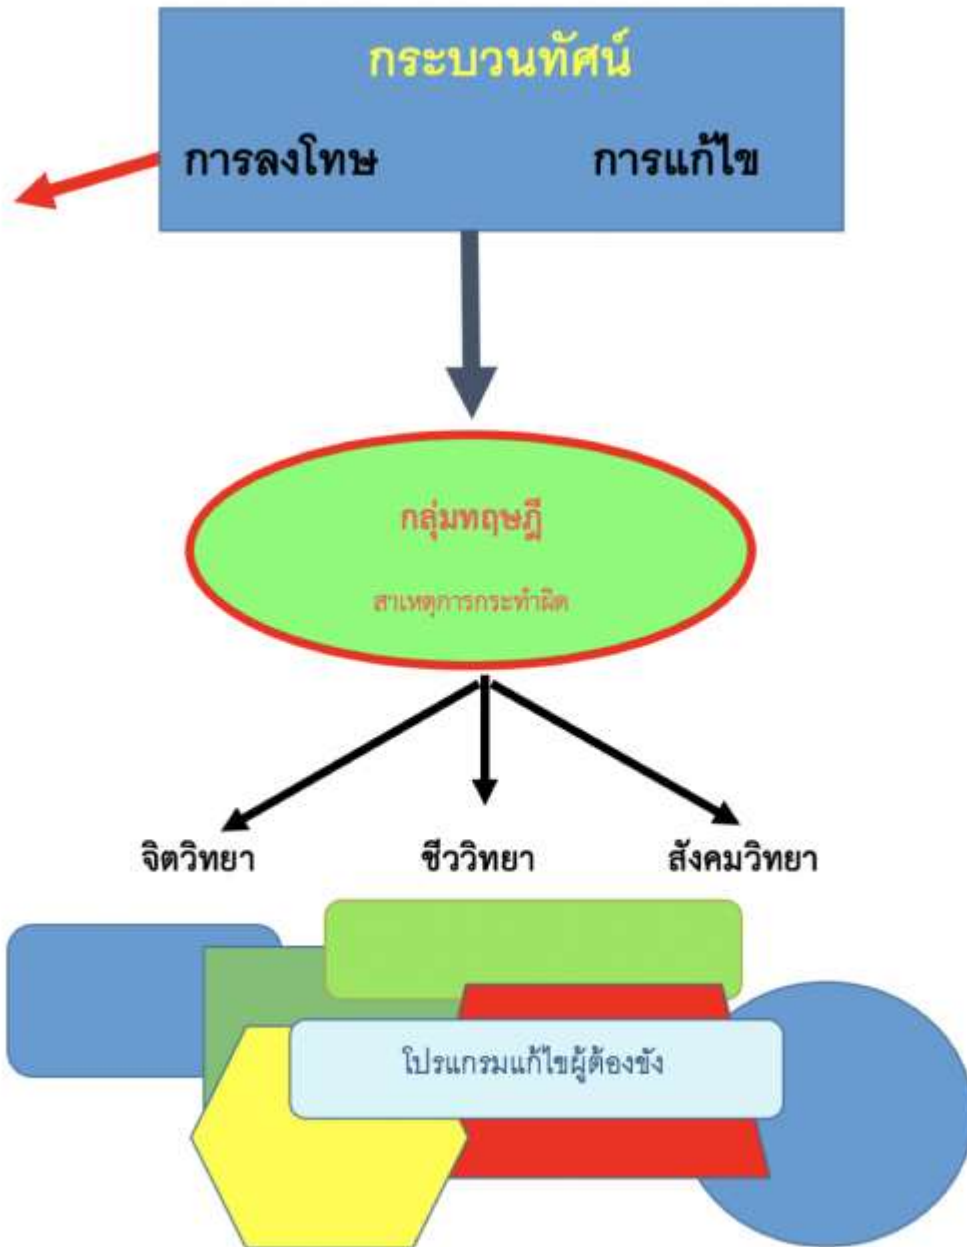 กระบวนทัศน์
การลงโทษ การแก้ไข
กลุ่มทฤษฎี
สาเหตุการกระทำผิด
จิตวิทยา ชีววิทยา สังคมวิทยา
โปรแกรมแก้ไขผู้ต้องขัง